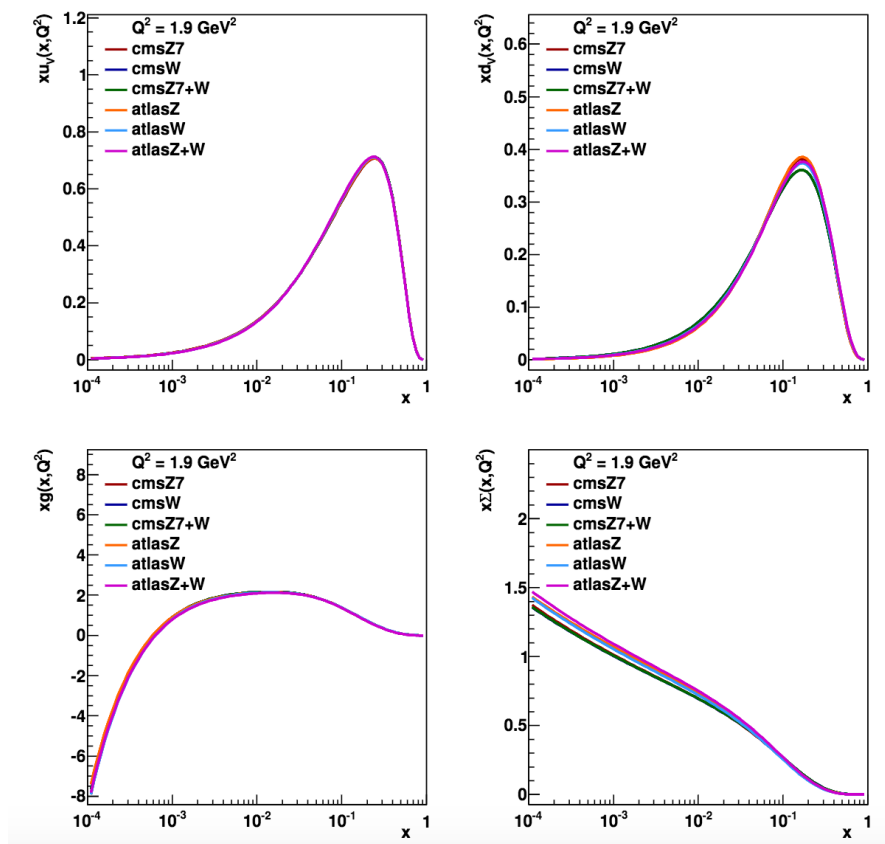 xu_V(x,Q²)
Q² = 1.9 GeV²
cmsZ7
cmsW
cmsZ7+W
atlasZ
atlasW
atlasZ+W
1.2
1
0.8
0.6
0.4
0.2
0
10⁻⁴ 10⁻³ 10⁻² 10⁻¹ 1
x
xd_V(x,Q²)
Q² = 1.9 GeV²
cmsZ7
cmsW
cmsZ7+W
atlasZ
atlasW
atlasZ+W
0.6
0.5
0.4
0.3
0.2
0.1
0
10⁻⁴ 10⁻³ 10⁻² 10⁻¹ 1
x
xg(x,Q²)
Q² = 1.9 GeV²
cmsZ7
cmsW
cmsZ7+W
atlasZ
atlasW
atlasZ+W
8
6
4
2
0
-2
-4
-6
-8
10⁻⁴ 10⁻³ 10⁻² 10⁻¹ 1
x
xΣ(x,Q²)
Q² = 1.9 GeV²
cmsZ7
cmsW
cmsZ7+W
atlasZ
atlasW
atlasZ+W
2
1.5
1
0.5
0
10⁻⁴ 10⁻³ 10⁻² 10⁻¹ 1
x